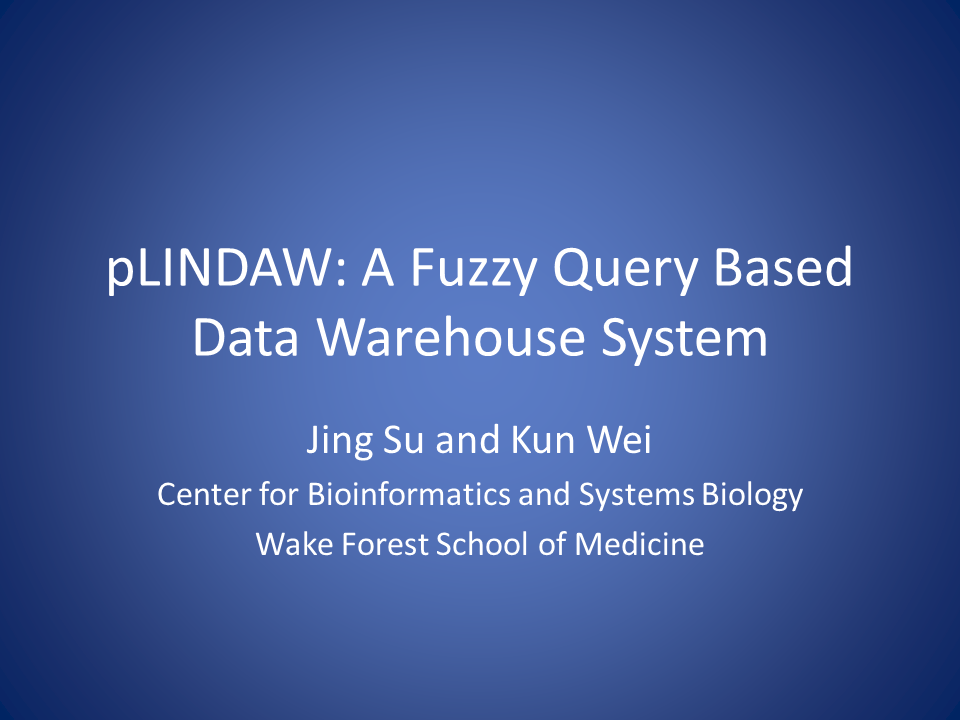 pLINDAW: A Fuzzy Query Based
Data Warehouse System
Jing Su and Kun Wei
Center for Bioinformatics and Systems Biology
Wake Forest School of Medicine